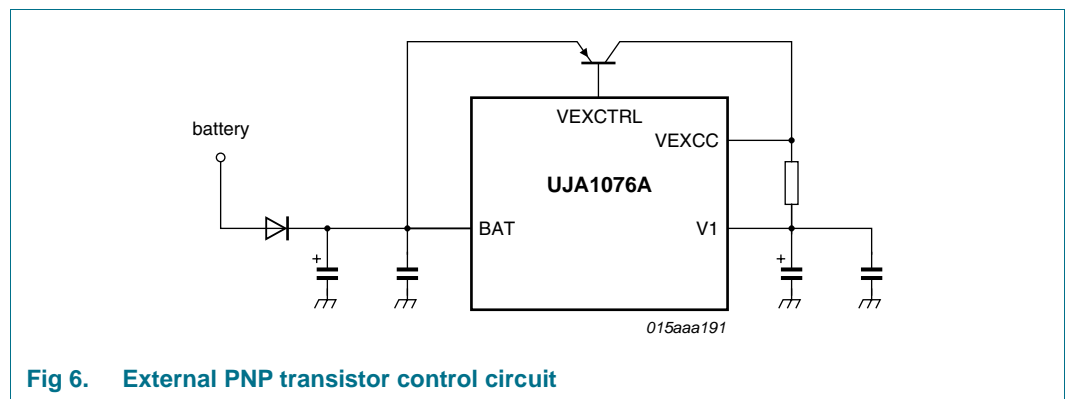 battery
VEXCTRL
VEXCC
UJA1076A
BAT
V1
+
+
015aaa191
Fig 6. External PNP transistor control circuit